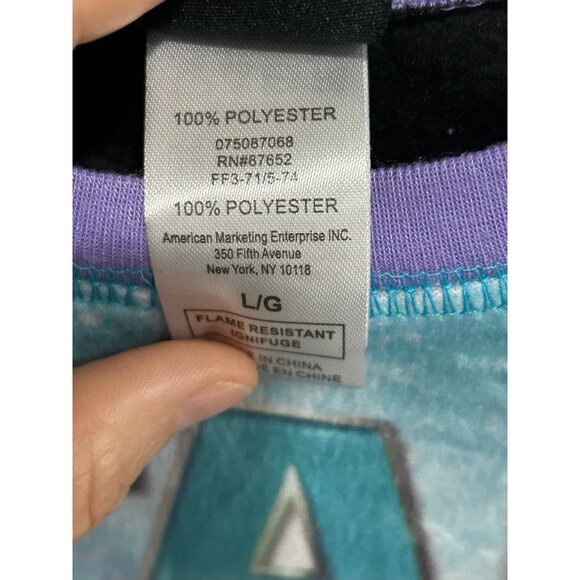 100% POLYESTER
075087068
RN#87652
FF3-71/5-74
100% POLYESTER
American Marketing Enterprise INC.
350 Fifth Avenue
New York, NY 10118
L/G
FLAME RESISTANT
IGNIFUGE
IN CHINA
EN CHINE
A